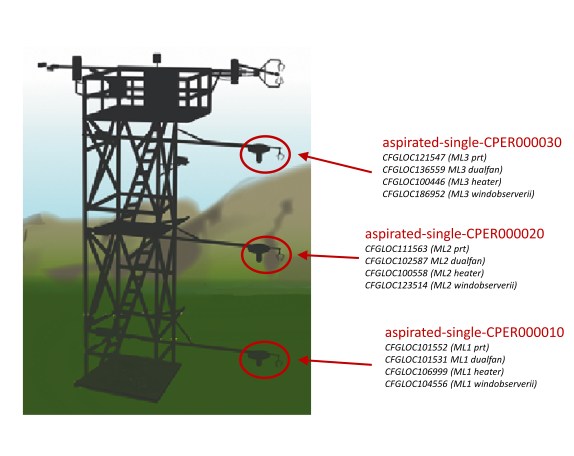 aspirated-single-CPER000030
CFGLOC121547 (ML3 prt)
CFGLOC136559 ML3 dualfan)
CFGLOC100446 (ML3 heater)
CFGLOC186952 (ML3 windobserverii)
aspirated-single-CPER000020
CFGLOC111563 (ML2 prt)
CFGLOC102587 ML2 dualfan)
CFGLOC100558 (ML2 heater)
CFGLOC123514 (ML2 windobserverii)
aspirated-single-CPER000010
CFGLOC101552 (ML1 prt)
CFGLOC101531 ML1 dualfan)
CFGLOC106999 (ML1 heater)
CFGLOC104556 (ML1 windobserverii)